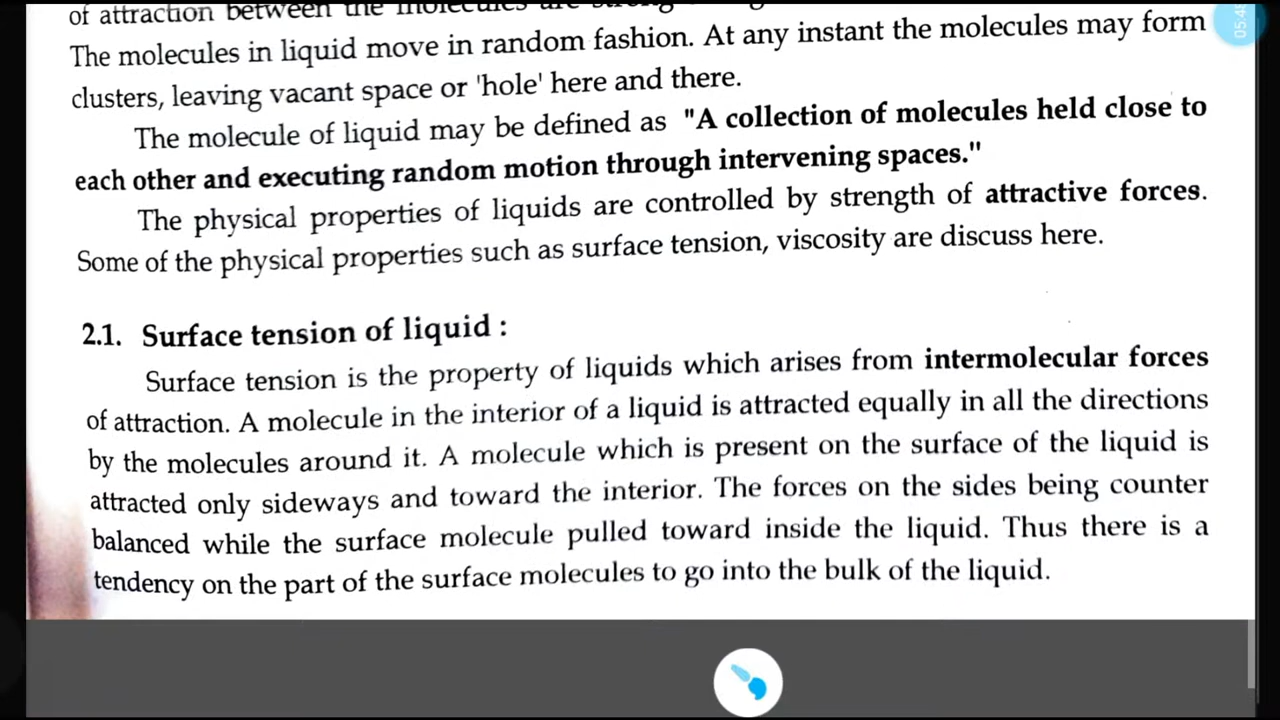 of attraction between the molecules are strong
The molecules in liquid move in random fashion. At any instant the molecules may form
clusters, leaving vacant space or 'hole' here and there.
The molecule of liquid may be defined as "A collection of molecules held close to
each other and executing random motion through intervening spaces."
The physical properties of liquids are controlled by strength of attractive forces.
Some of the physical properties such as surface tension, viscosity are discuss here.
2.1. Surface tension of liquid :
Surface tension is the property of liquids which arises from intermolecular forces
of attraction. A molecule in the interior of a liquid is attracted equally in all the directions
by the molecules around it. A molecule which is present on the surface of the liquid is
attracted only sideways and toward the interior. The forces on the sides being counter
balanced while the surface molecule pulled toward inside the liquid. Thus there is a
tendency on the part of the surface molecules to go into the bulk of the liquid.